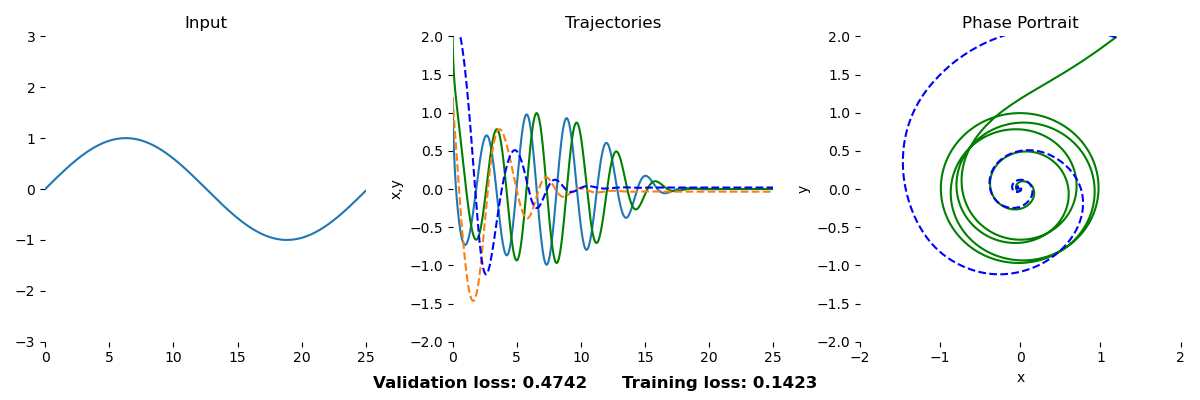 Input
3
2
1
0
−1
−2
−3
0 5 10 15 20 25
Trajectories
x,y
2.0
1.5
1.0
0.5
0.0
−0.5
−1.0
−1.5
−2.0
0 5 10 15 20 25
Phase Portrait
y
2.0
1.5
1.0
0.5
0.0
−0.5
−1.0
−1.5
−2.0
−2 −1 0 1 2
x
Validation loss: 0.4742 Training loss: 0.1423